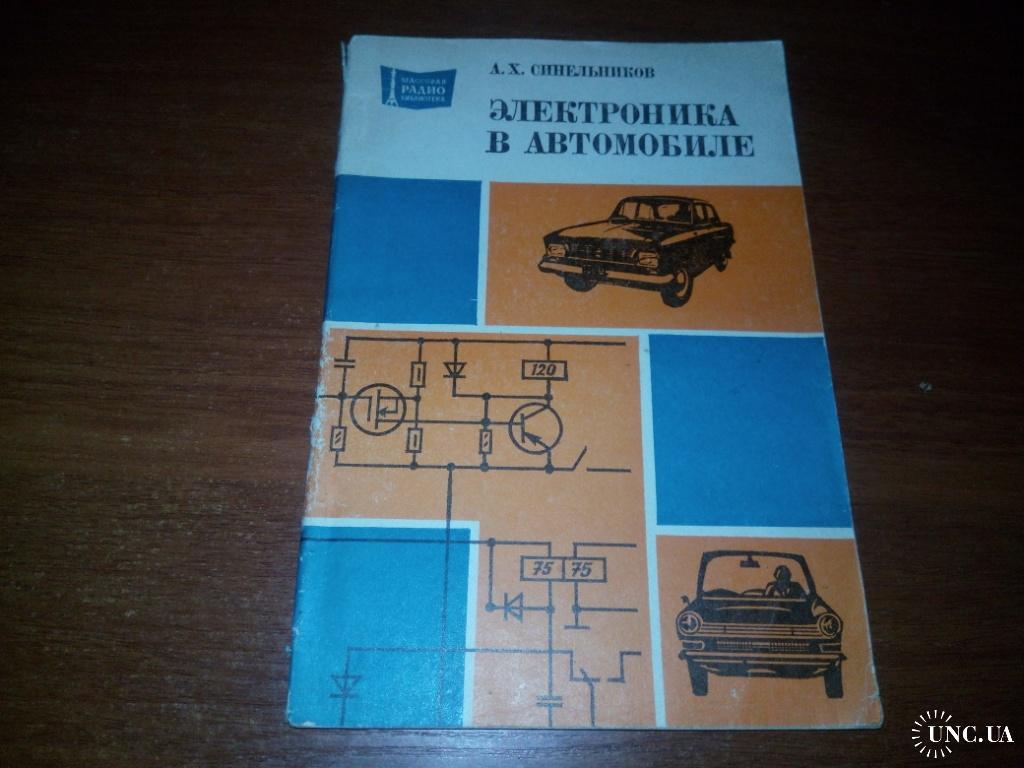 МАССОВАЯ
РАДИО
БИБЛИОТЕКА
А. Х. СИНЕЛЬНИКОВ
ЭЛЕКТРОНИКА
В АВТОМОБИЛЕ
120
75 75
UNC.UA